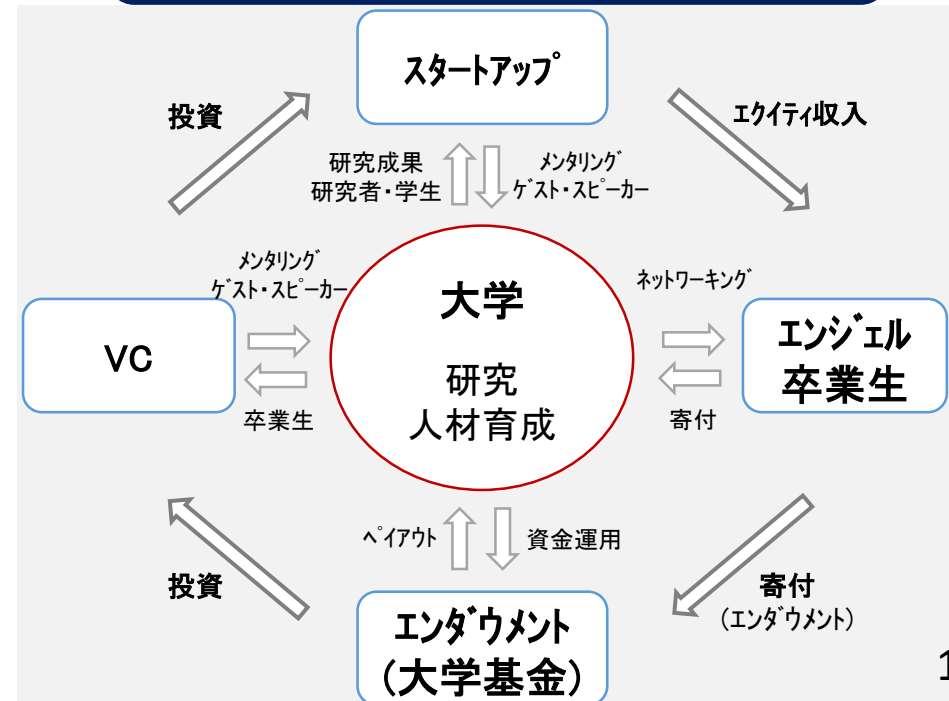 スタートアップ
投資
エクイティ収入
研究成果
研究者・学生
メンタリング
ゲスト・スピーカー
メンタリング
ゲスト・スピーカー
ネットワーキング
大学
研究
人材育成
VC
エンジェル
卒業生
卒業生
寄付
ペイアウト
資金運用
投資
寄付
(エンダウメント)
エンダウメント
(大学基金)
1